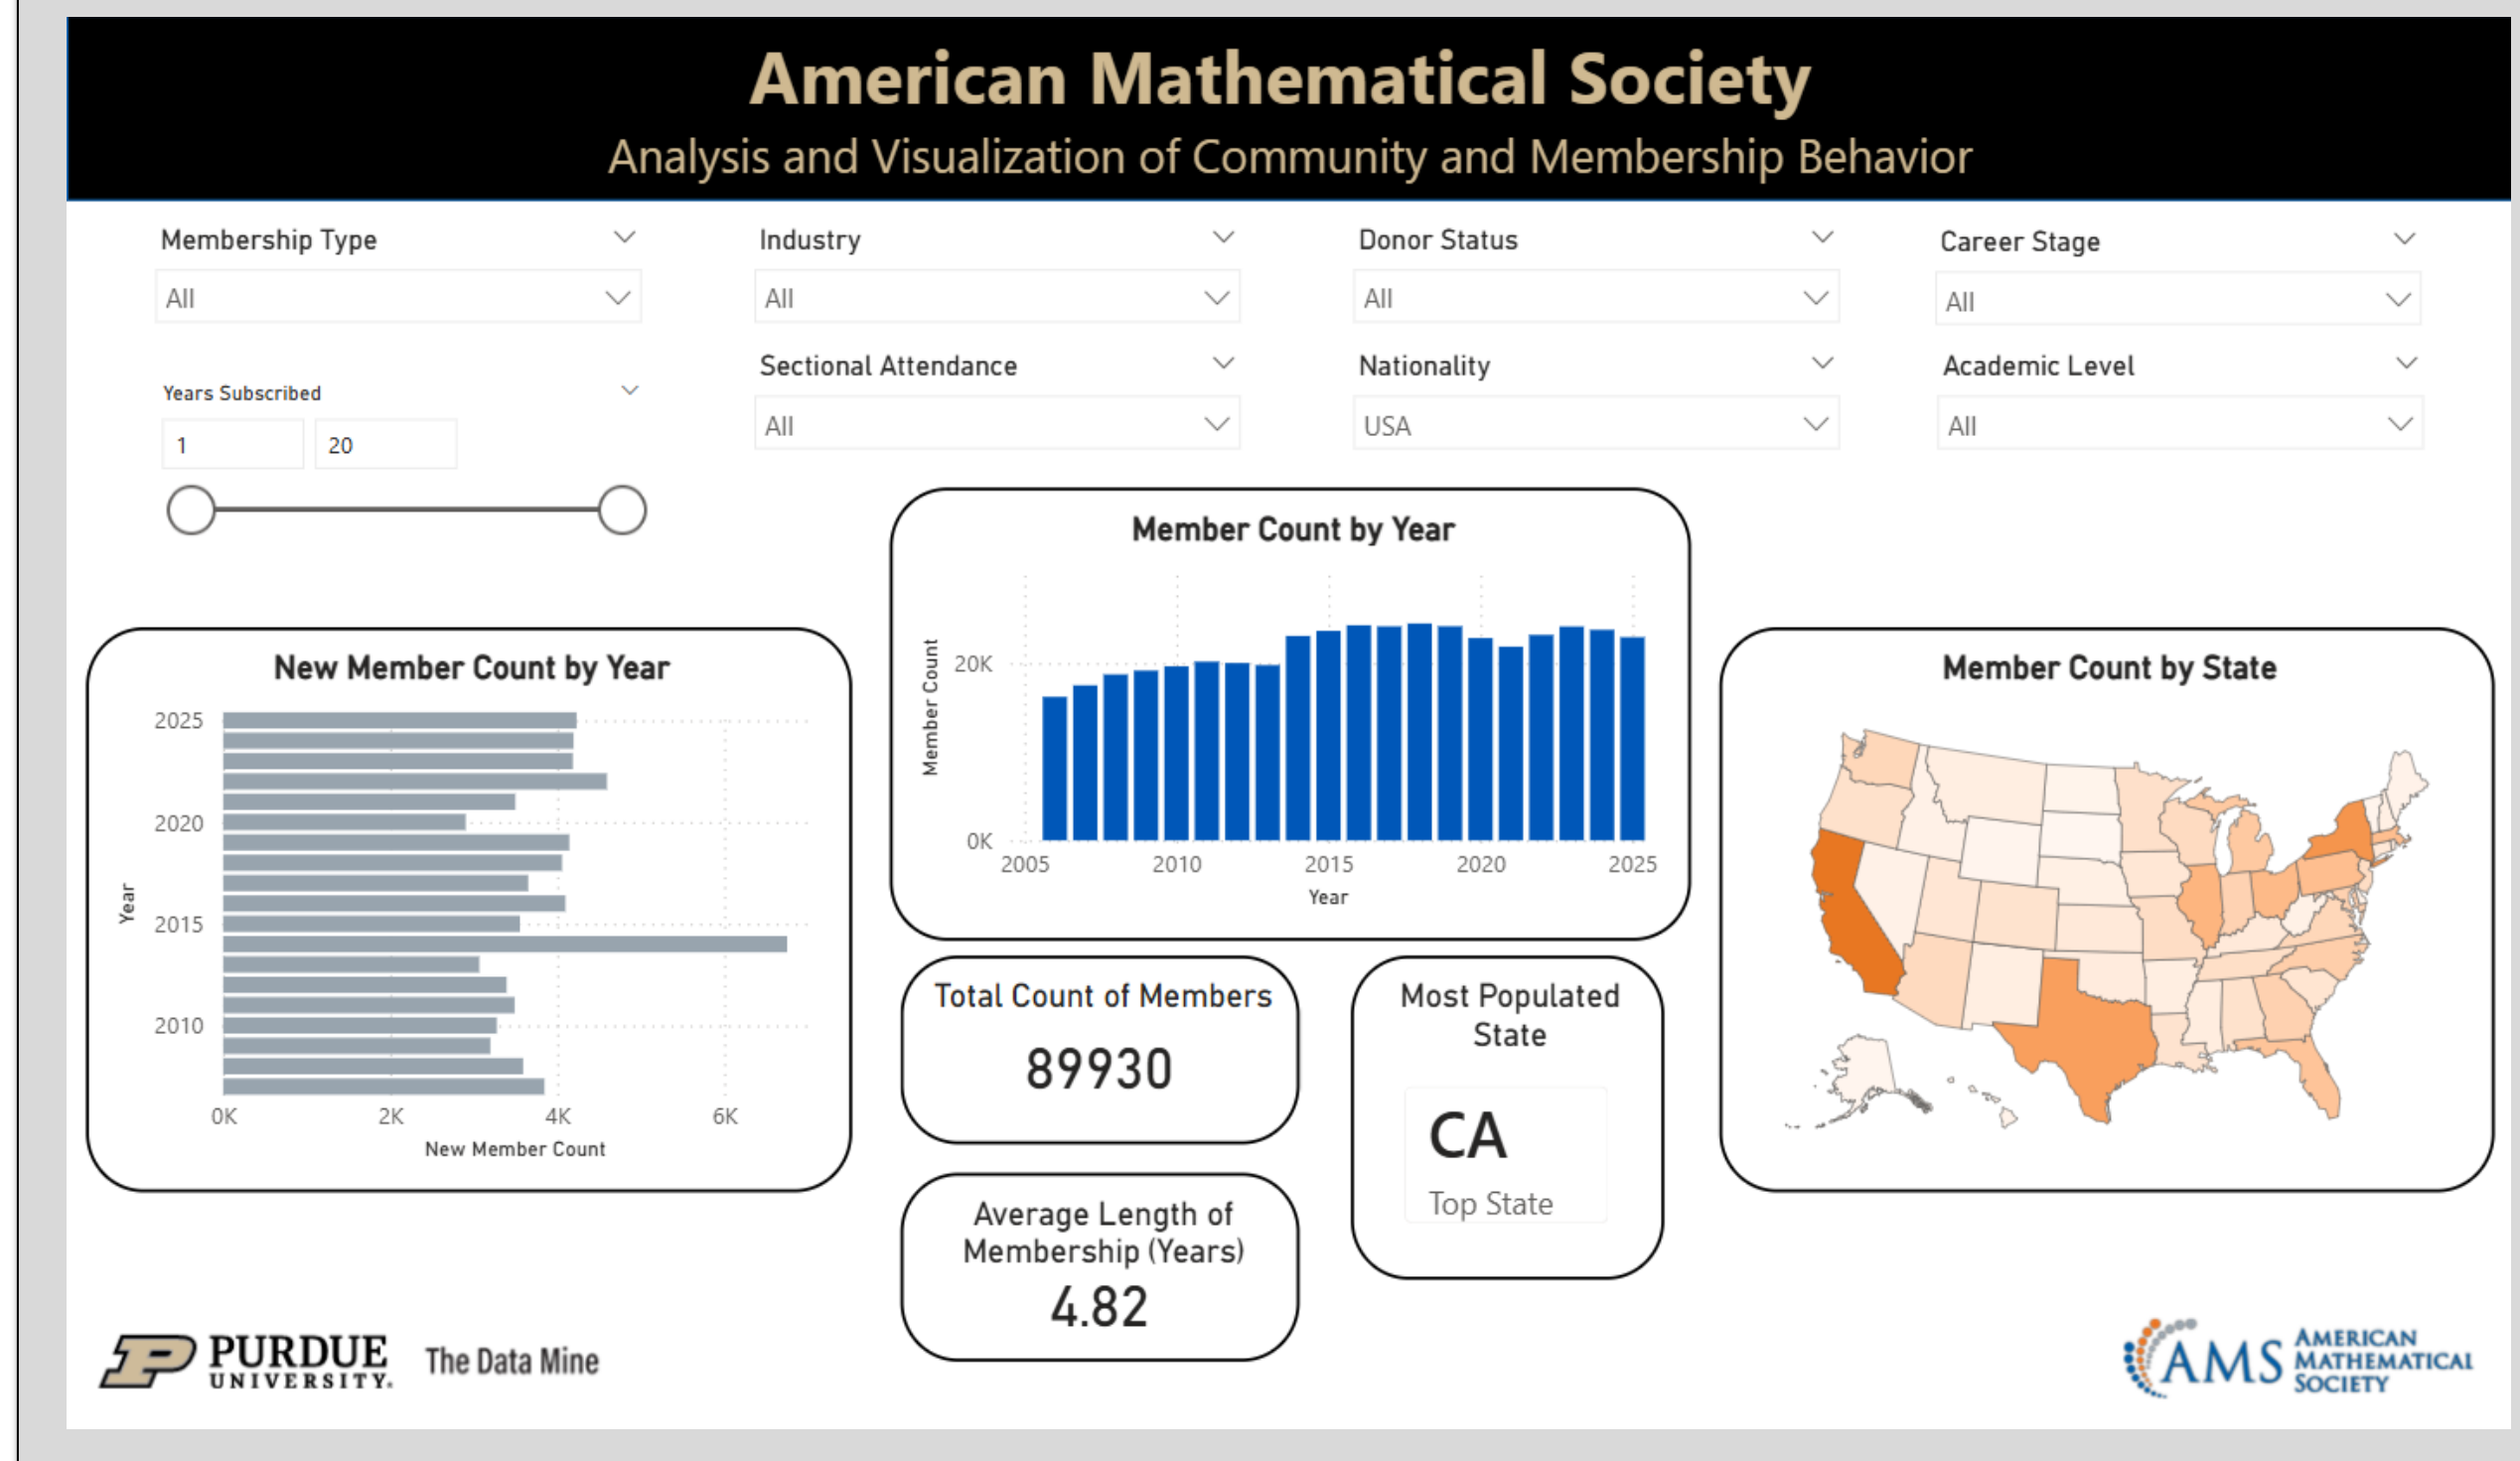 American Mathematical Society
Analysis and Visualization of Community and Membership Behavior
Membership Type
All
Industry
All
Donor Status
All
Career Stage
All
Years Subscribed
1 20
Sectional Attendance
All
Nationality
USA
Academic Level
All
New Member Count by Year
Year
2025
2020
2015
2010
0K 2K 4K 6K
New Member Count
Member Count by Year
Member Count
20K
0K
2005 2010 2015 2020 2025
Year
Total Count of Members
89930
Average Length of
Membership (Years)
4.82
Most Populated
State
CA
Top State
Member Count by State
P PURDUE
UNIVERSITY.
The Data Mine
AMS
AMERICAN
MATHEMATICAL
SOCIETY